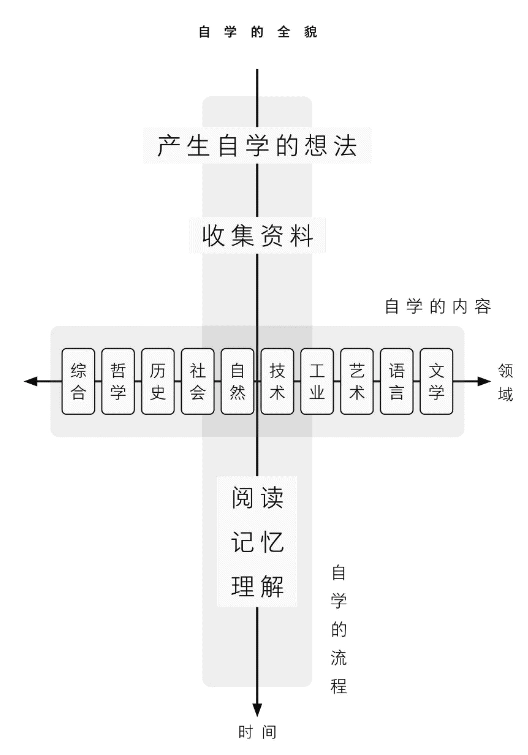 自学的全貌
产生自学的想法
收集资料
自学的内容
综合 哲学 历史 社会 自然 技术 工业 艺术 语言 文学
领域
阅读
记忆
理解
自学的流程
时间